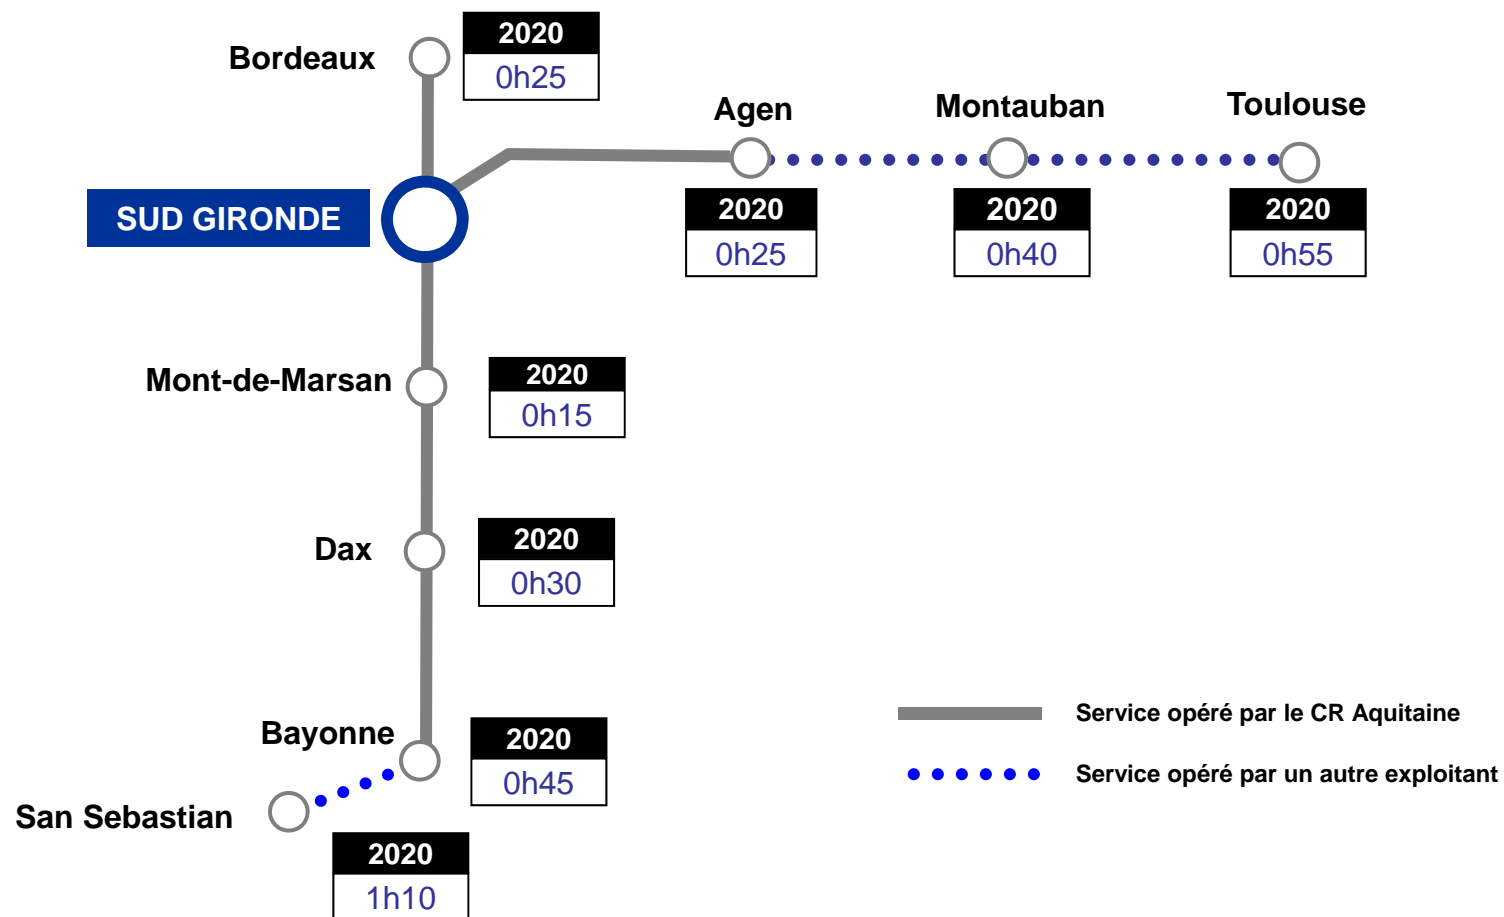 Bordeaux
2020
0h25
Agen
Montauban
Toulouse
2020
0h25
2020
0h40
2020
0h55
SUD GIRONDE
Mont-de-Marsan
2020
0h15
Dax
2020
0h30
Bayonne
2020
0h45
San Sebastian
2020
1h10
Service opéré par le CR Aquitaine
Service opéré par un autre exploitant